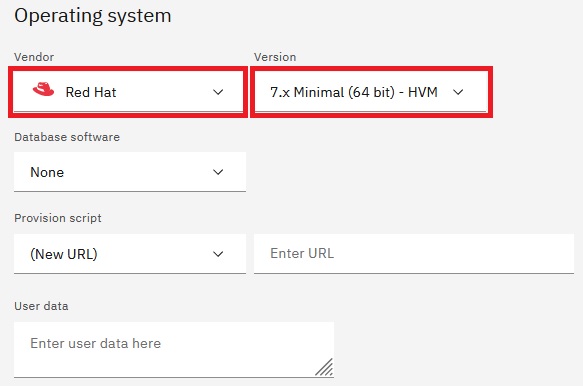 Operating system
Vendor Version
Red Hat 7.x Minimal (64 bit) - HVM
Database software
None
Provision script
(New URL) Enter URL
User data
Enter user data here